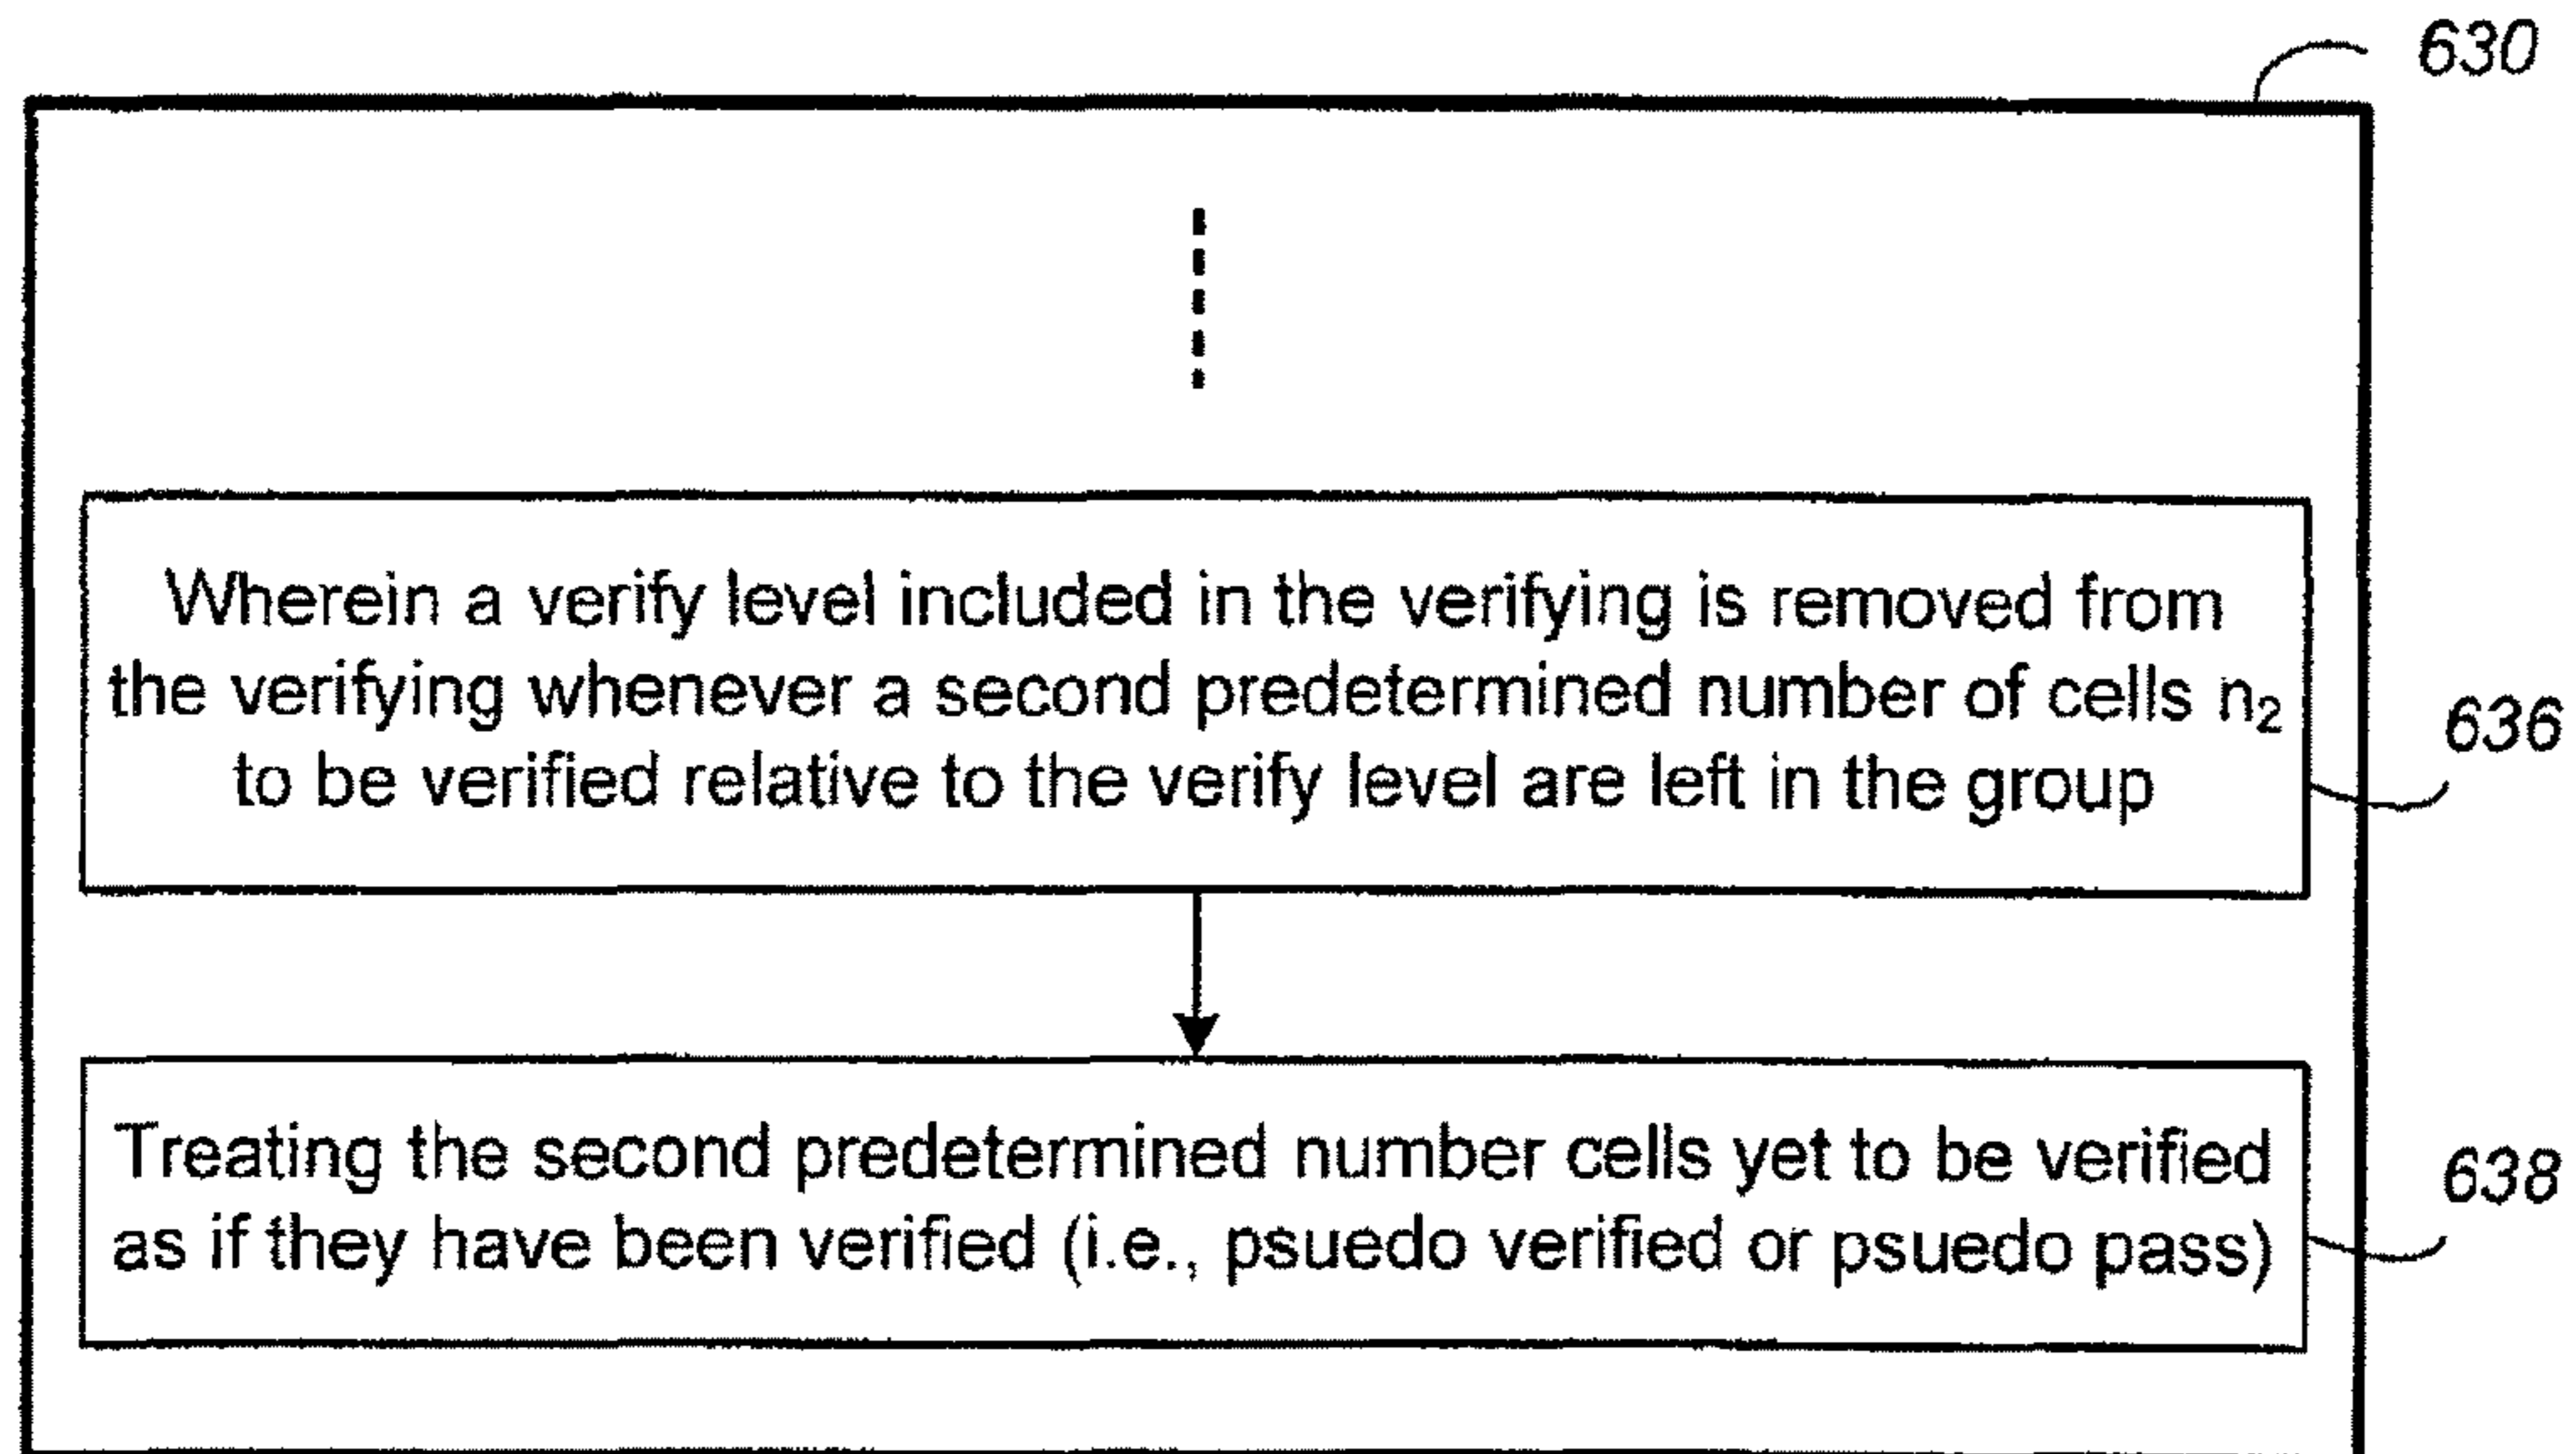 630
Wherein a verify level included in the verifying is removed from
the verifying whenever a second predetermined number of cells n₂
to be verified relative to the verify level are left in the group
636
Treating the second predetermined number cells yet to be verified
as if they have been verified (i.e., psuedo verified or psuedo pass)
638